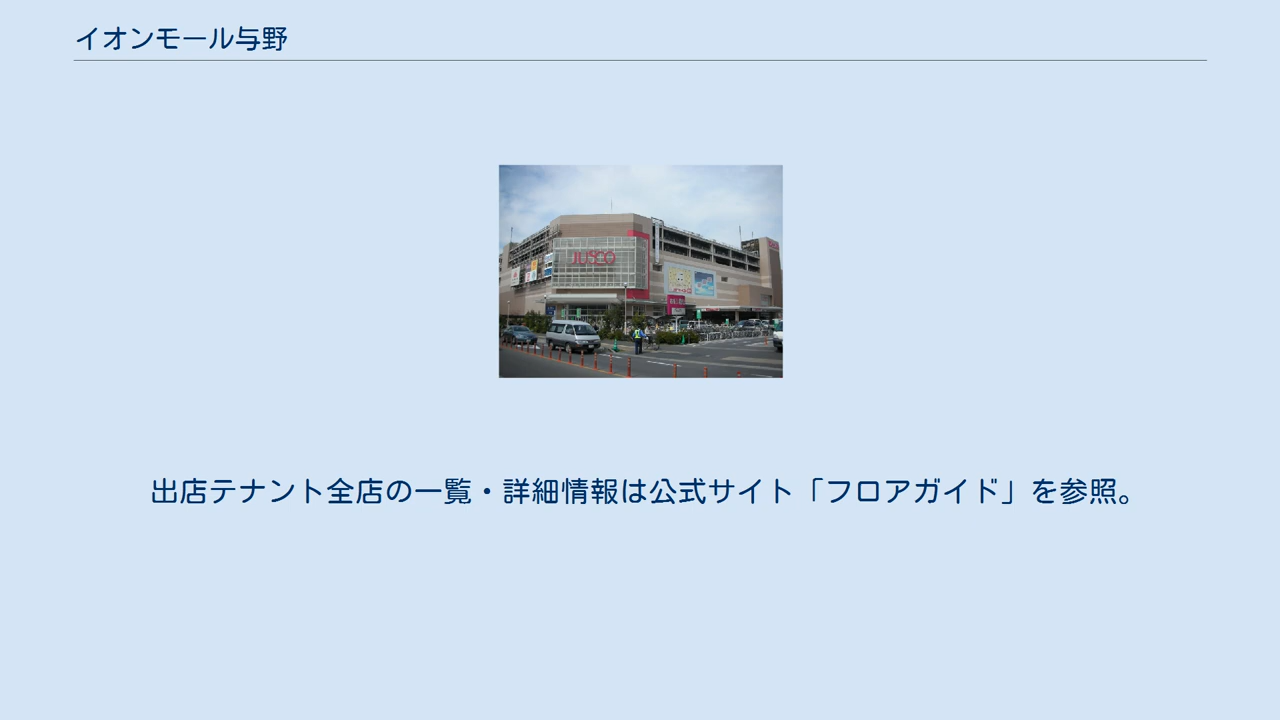 イオンモール与野
JUSCO
出店テナント全店の一覧・詳細情報は公式サイト「フロアガイド」を参照。